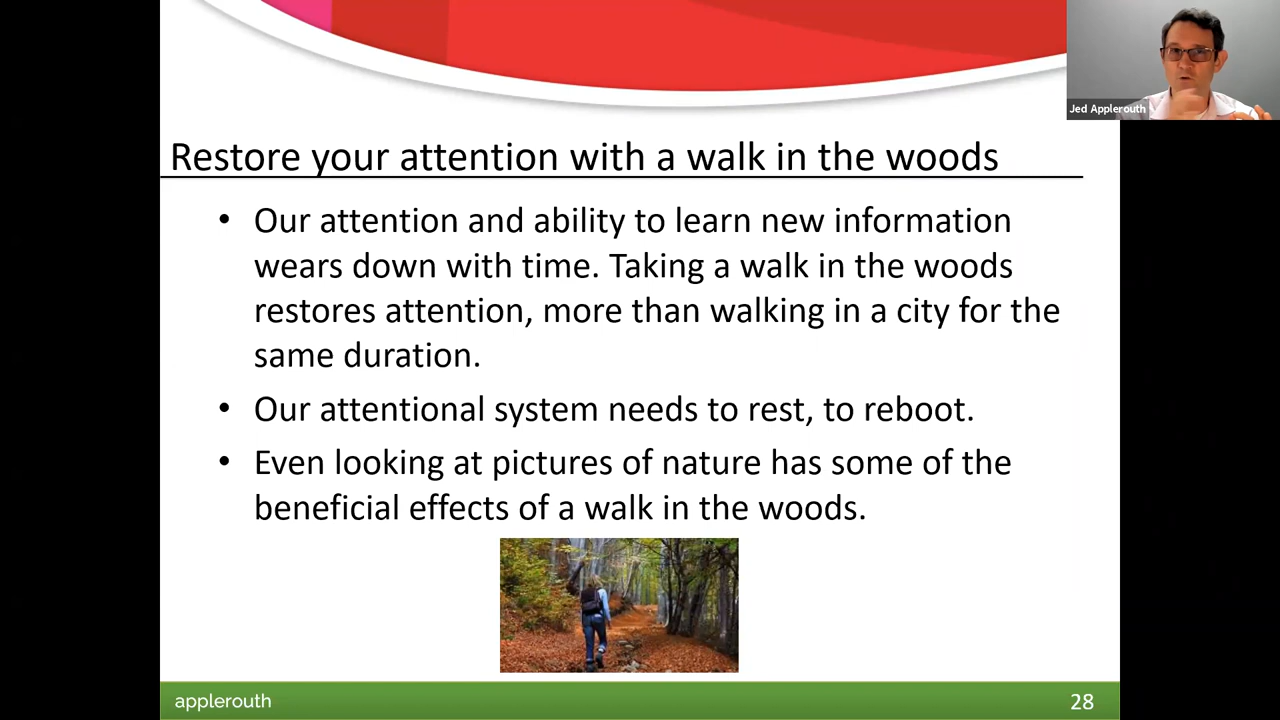 Jed Applerouth
Restore your attention with a walk in the woods
• Our attention and ability to learn new information
wears down with time. Taking a walk in the woods
restores attention, more than walking in a city for the
same duration.
• Our attentional system needs to rest, to reboot.
• Even looking at pictures of nature has some of the
beneficial effects of a walk in the woods.
applerouth
28